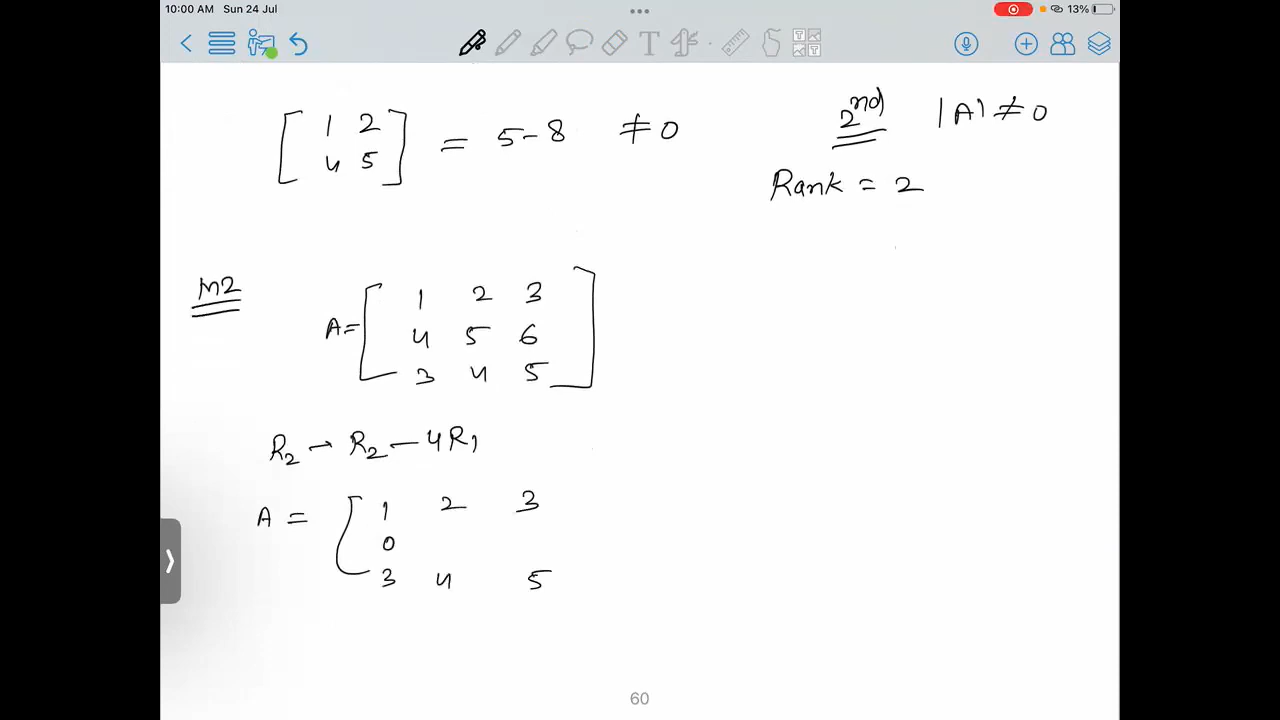 10:00 AM Sun 24 Jul
13%
[ 1 2
4 5 ] = 5-8 ≠ 0
2nd |A| ≠ 0
Rank = 2
M2
A = [ 1 2 3
4 5 6
3 4 5 ]
R2 → R2 - 4R1
A = [ 1 2 3
0
3 4 5
60